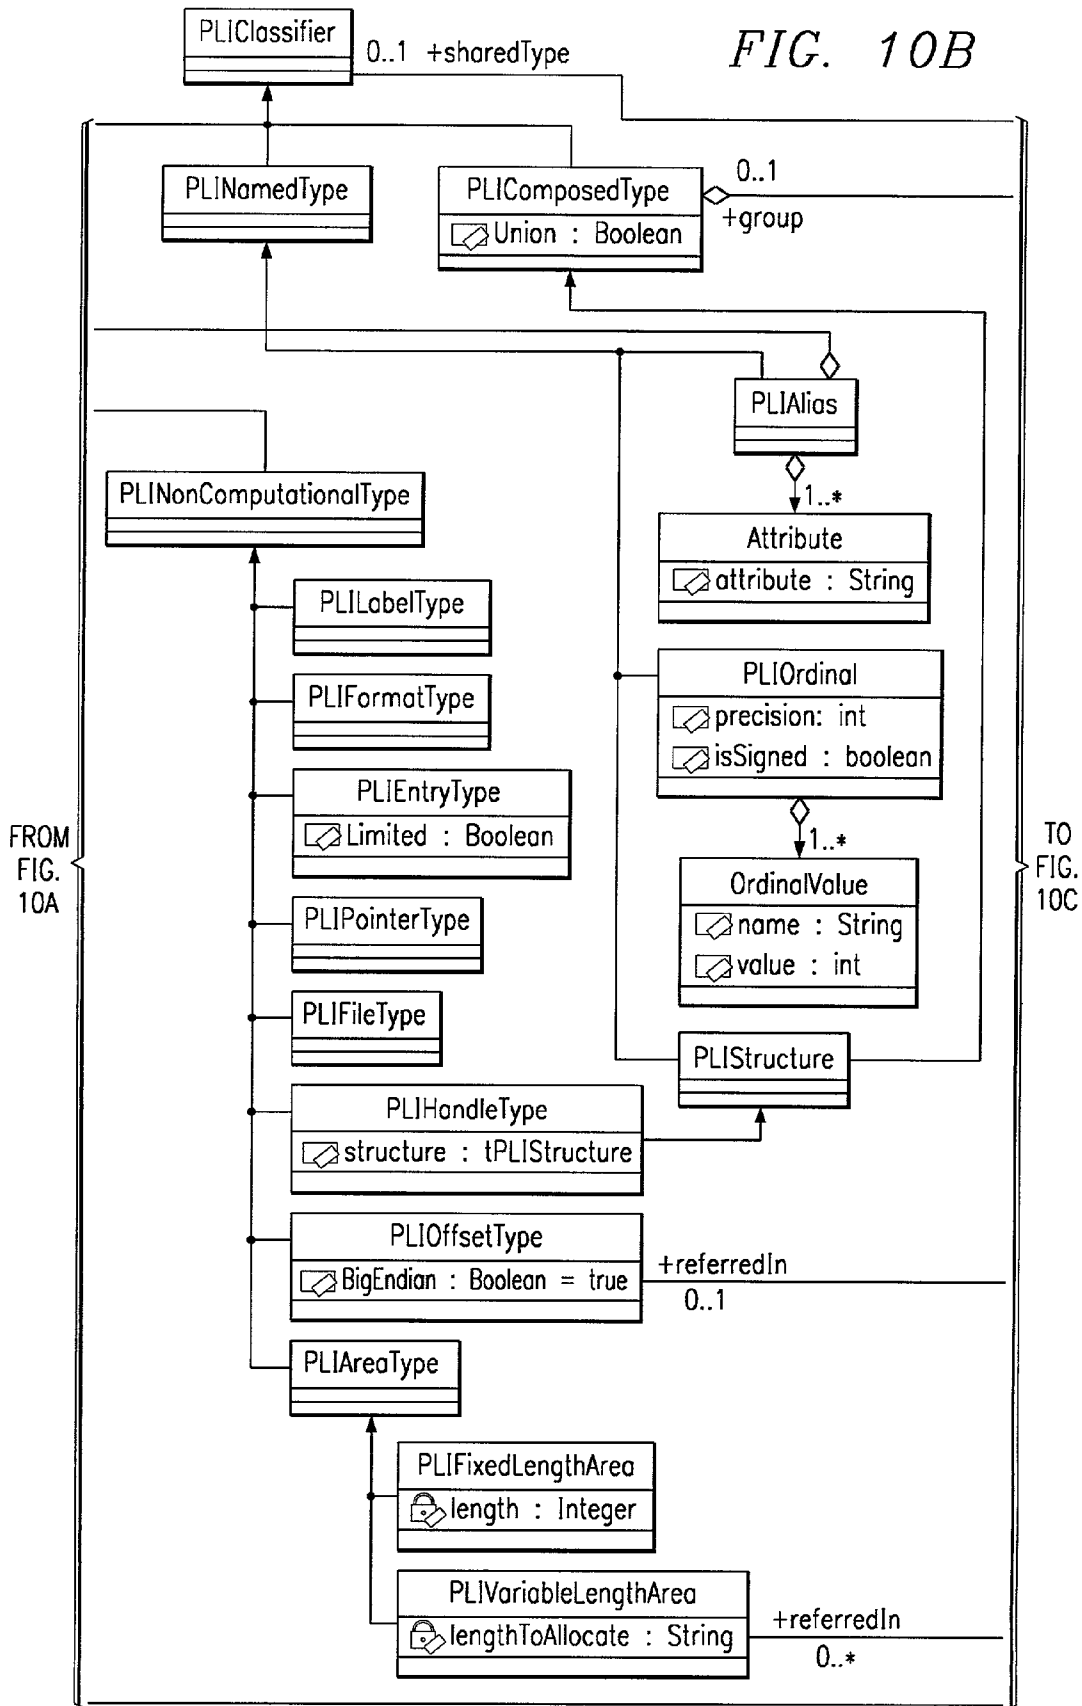 PLIClassifier
0..1 +sharedType
FIG. 10B
PLINamedType
PLIComposedType
Union : Boolean
0..1
+group
PLIAlias
1..*
PLINonComputationalType
Attribute
attribute : String
PLILabelType
PLIFormatType
PLIOrdinal
precision: int
isSigned : boolean
PLIEntryType
Limited : Boolean
1..*
FROM
FIG.
10A
TO
FIG.
10C
OrdinalValue
name : String
value : int
PLIPointerType
PLIFileType
PLIStructure
PLIHandleType
structure : tPLIStructure
PLIOffsetType
BigEndian : Boolean = true
+referredIn
0..1
PLIAreaType
PLIFixedLengthArea
length : Integer
PLIVariableLengthArea
lengthToAllocate : String
+referredIn
0..*